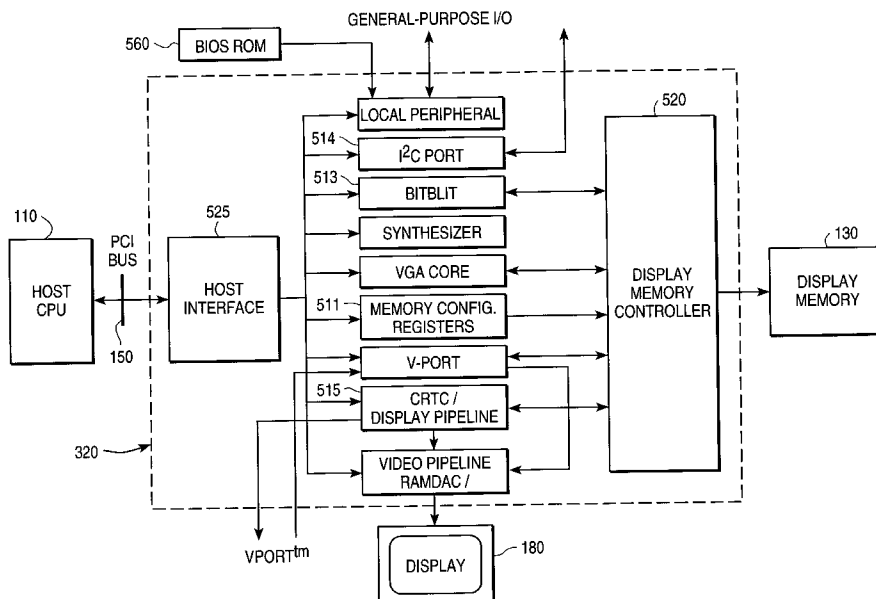 GENERAL-PURPOSE I/O
560
BIOS ROM
LOCAL PERIPHERAL
520
514
I2C PORT
513
BITBLIT
110
PCI
BUS
525
SYNTHESIZER
130
HOST
CPU
HOST
INTERFACE
VGA CORE
DISPLAY
MEMORY
CONTROLLER
DISPLAY
MEMORY
511
MEMORY CONFIG.
REGISTERS
150
V-PORT
515
CRTC /
DISPLAY PIPELINE
320
VIDEO PIPELINE
RAMDAC /
VPORTtm
DISPLAY
180